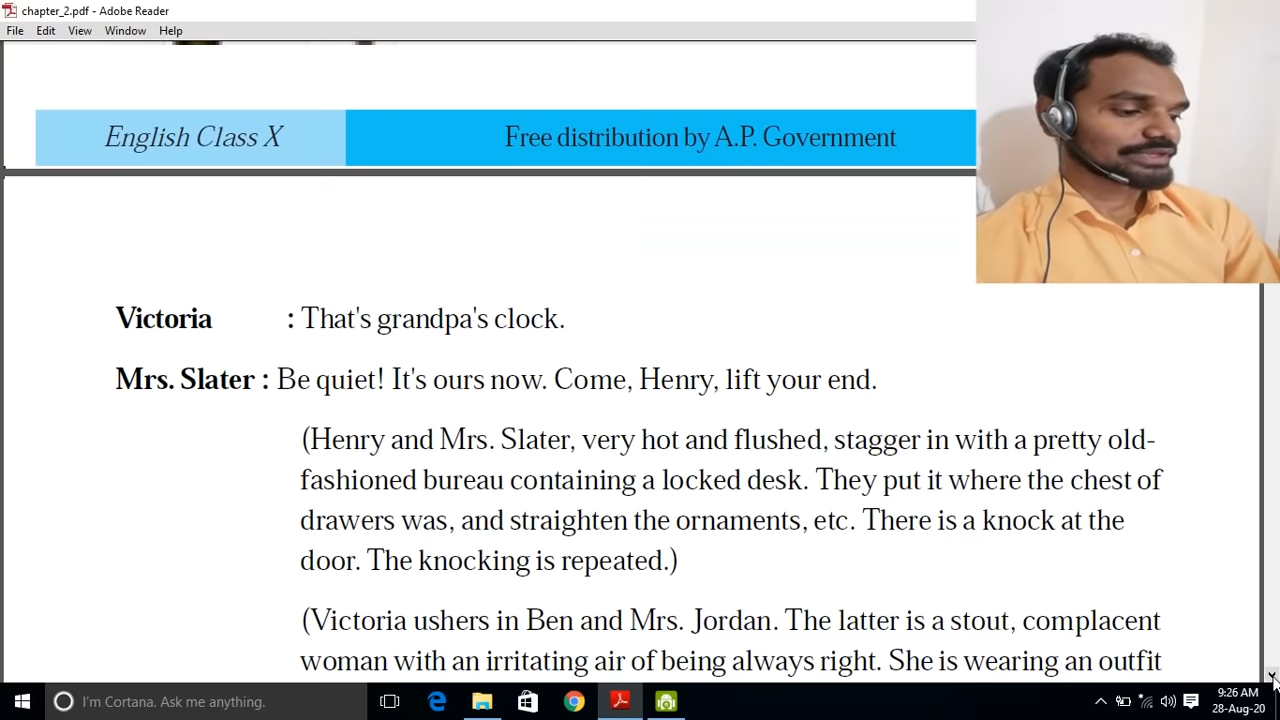 chapter_2.pdf - Adobe Reader
File Edit View Window Help
English Class X
Free distribution by A.P. Government
Victoria : That's grandpa's clock.
Mrs. Slater : Be quiet! It's ours now. Come, Henry, lift your end.
(Henry and Mrs. Slater, very hot and flushed, stagger in with a pretty old-
fashioned bureau containing a locked desk. They put it where the chest of
drawers was, and straighten the ornaments, etc. There is a knock at the
door. The knocking is repeated.)
(Victoria ushers in Ben and Mrs. Jordan. The latter is a stout, complacent
woman with an irritating air of being always right. She is wearing an outfit
I'm Cortana. Ask me anything.
9:26 AM
28-Aug-20